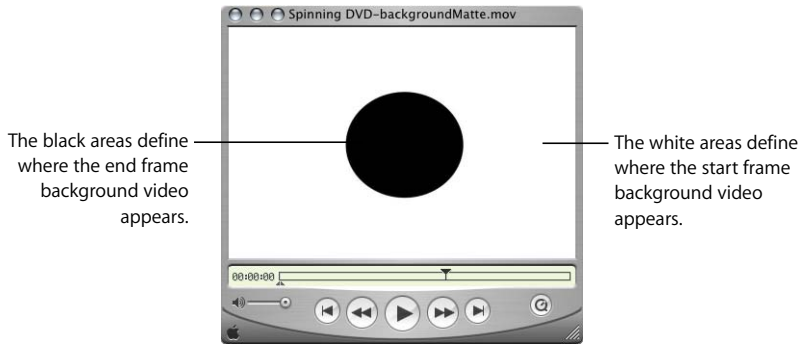 Spinning DVD-backgroundMatte.mov
The black areas define
where the end frame
background video
appears.
The white areas define
where the start frame
background video
appears.
00:00:00